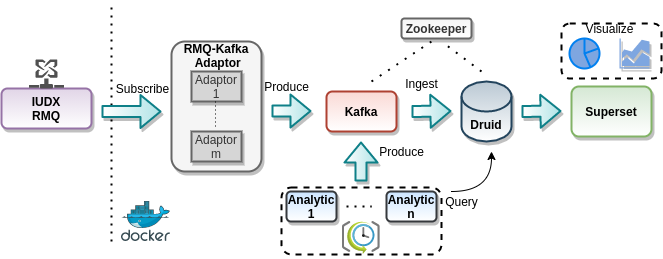 IUDX
RMQ
Subscribe
docker
RMQ-Kafka
Adaptor
Adaptor
1
Adaptor
m
Produce
Zookeeper
Kafka
Ingest
Druid
Visualize
Superset
Produce
Analytic
1
Analytic
n
Query